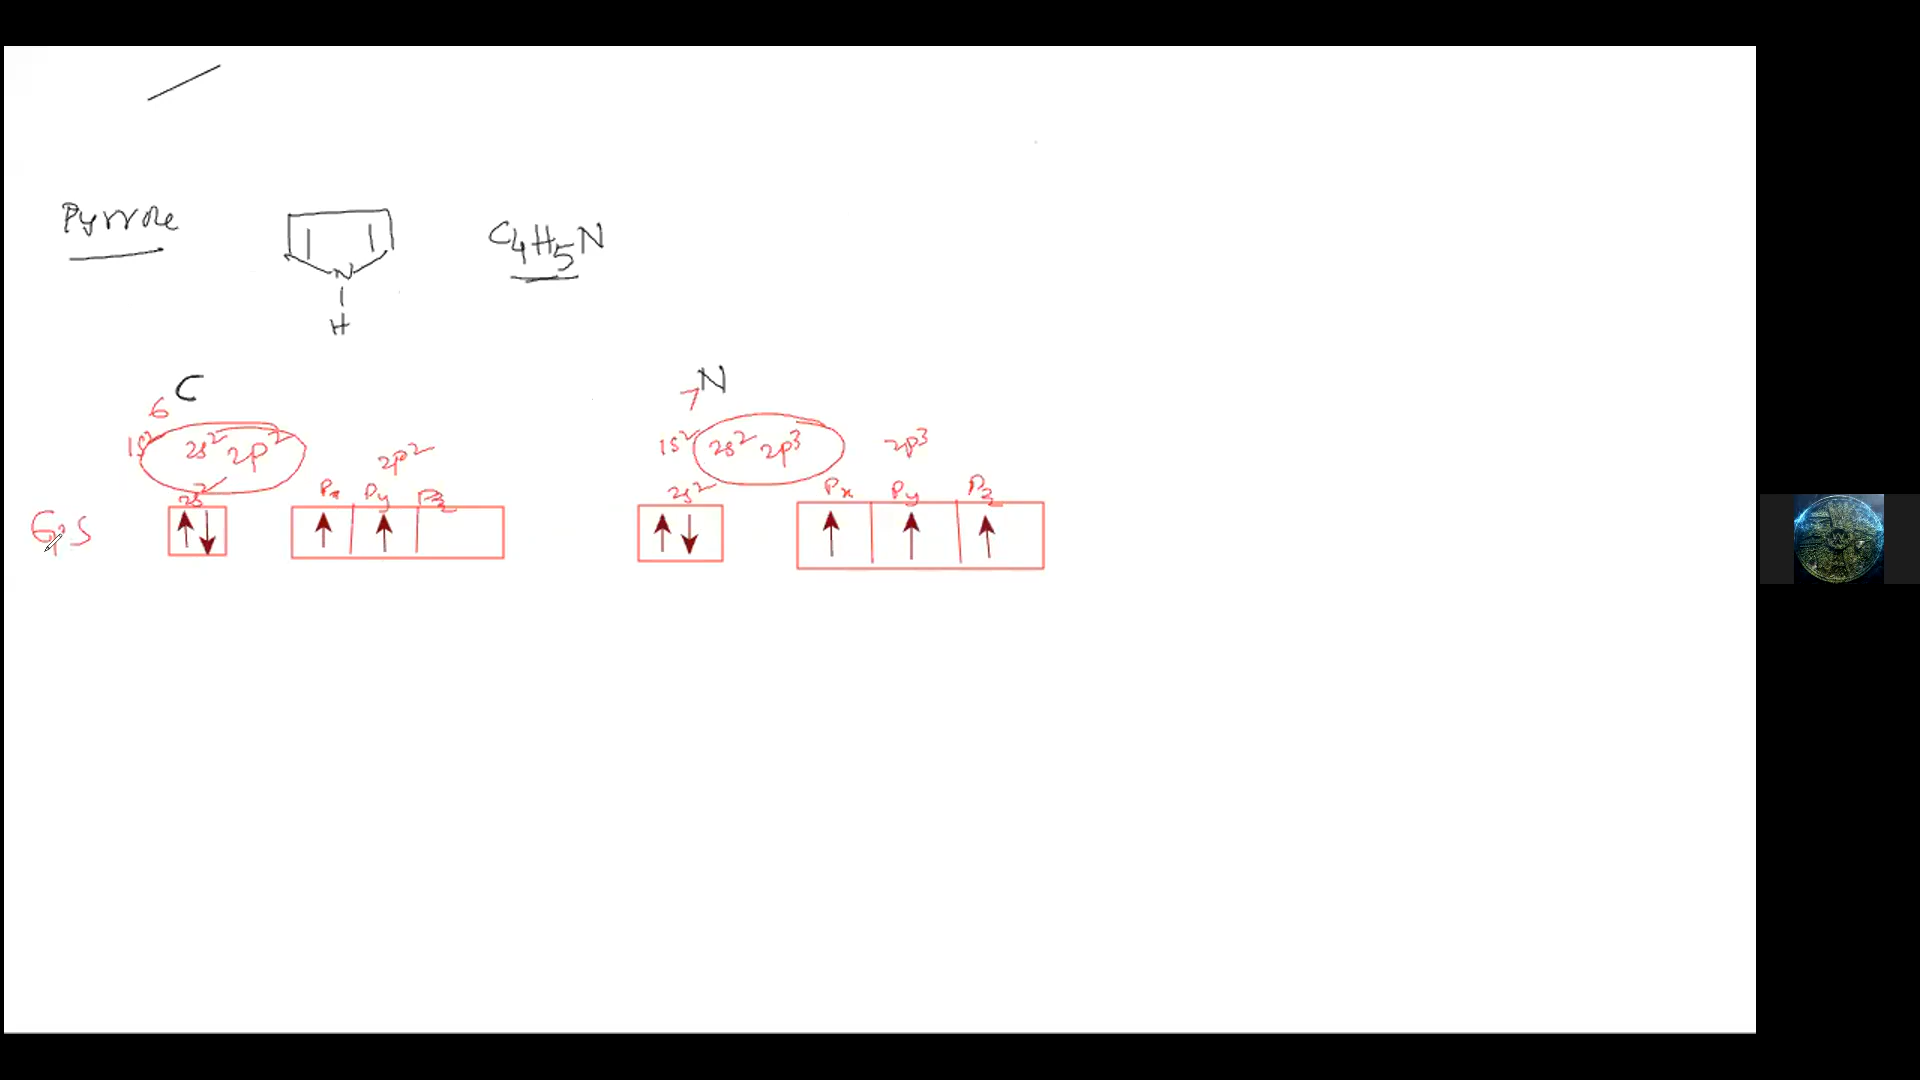 Pyrrole
C4H5N
N
H
6C
7N
1s² 2s² 2p²
1s² 2s² 2p³
2p²
2p³
2s²
Px Py Pz
2s²
Px Py Pz
G.S